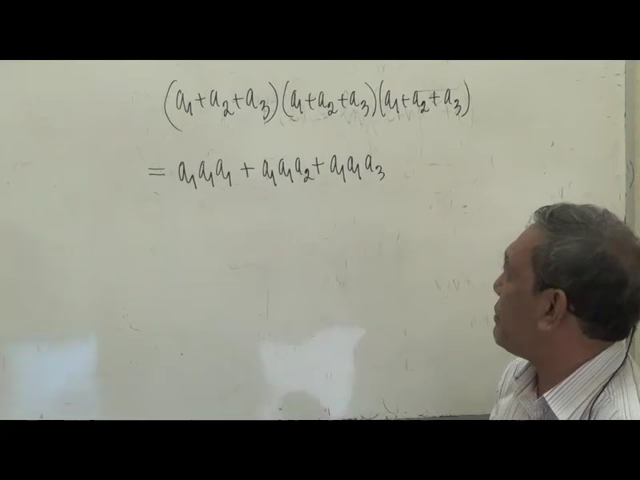 (a₁+a₂+a₃)(a₁+a₂+a₃)(a₁+a₂+a₃)
= a₁a₁a₁ + a₁a₁a₂ + a₁a₁a₃